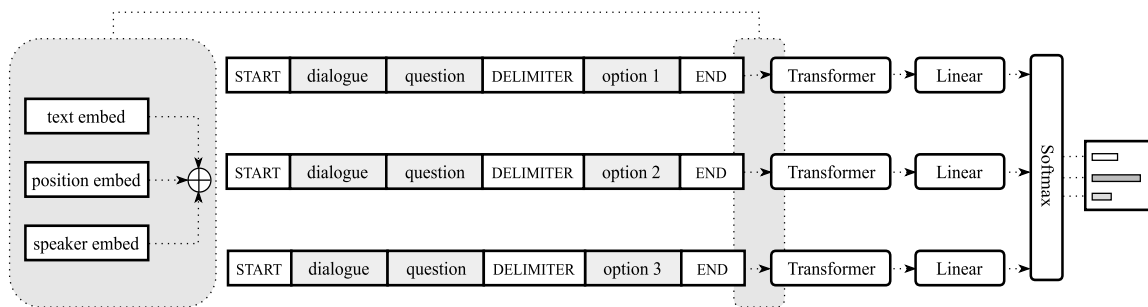 START dialogue question DELIMITER option 1 END Transformer Linear
text embed
position embed
speaker embed
START dialogue question DELIMITER option 2 END Transformer Linear
START dialogue question DELIMITER option 3 END Transformer Linear
Softmax